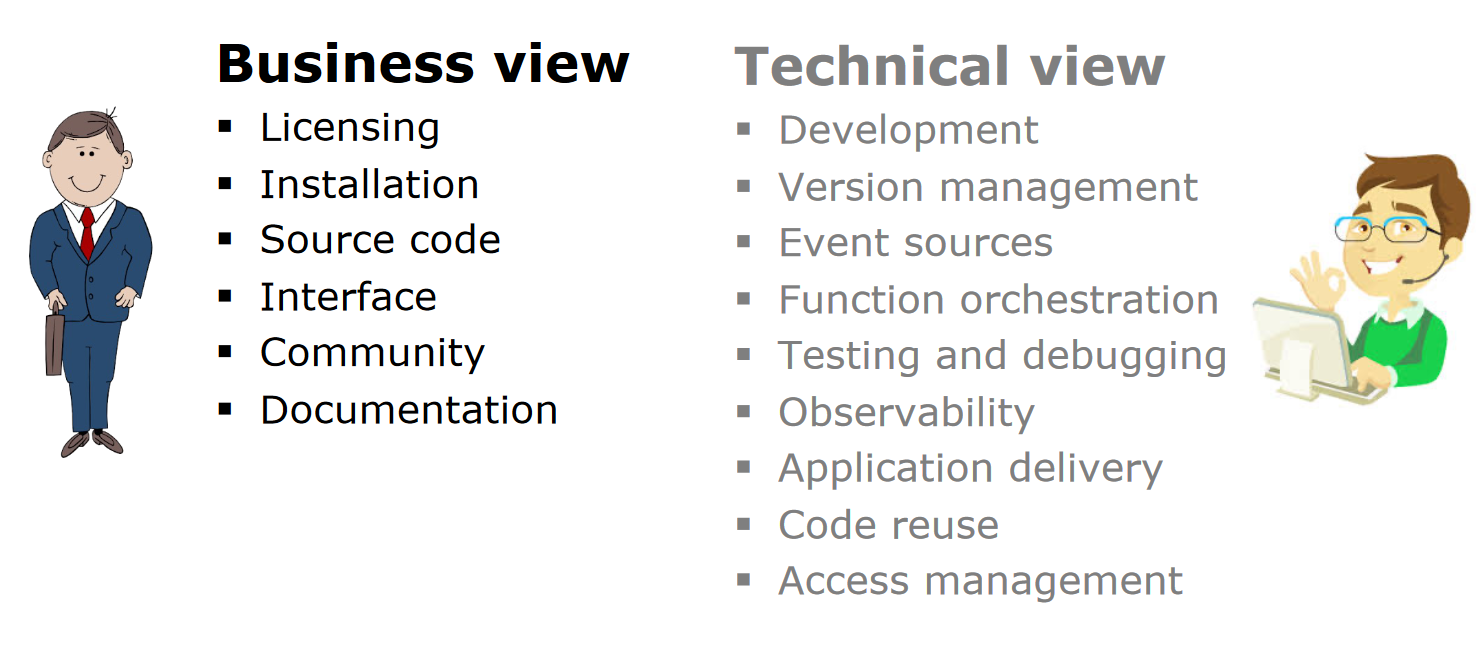 Business view
▪ Licensing
▪ Installation
▪ Source code
▪ Interface
▪ Community
▪ Documentation
Technical view
▪ Development
▪ Version management
▪ Event sources
▪ Function orchestration
▪ Testing and debugging
▪ Observability
▪ Application delivery
▪ Code reuse
▪ Access management